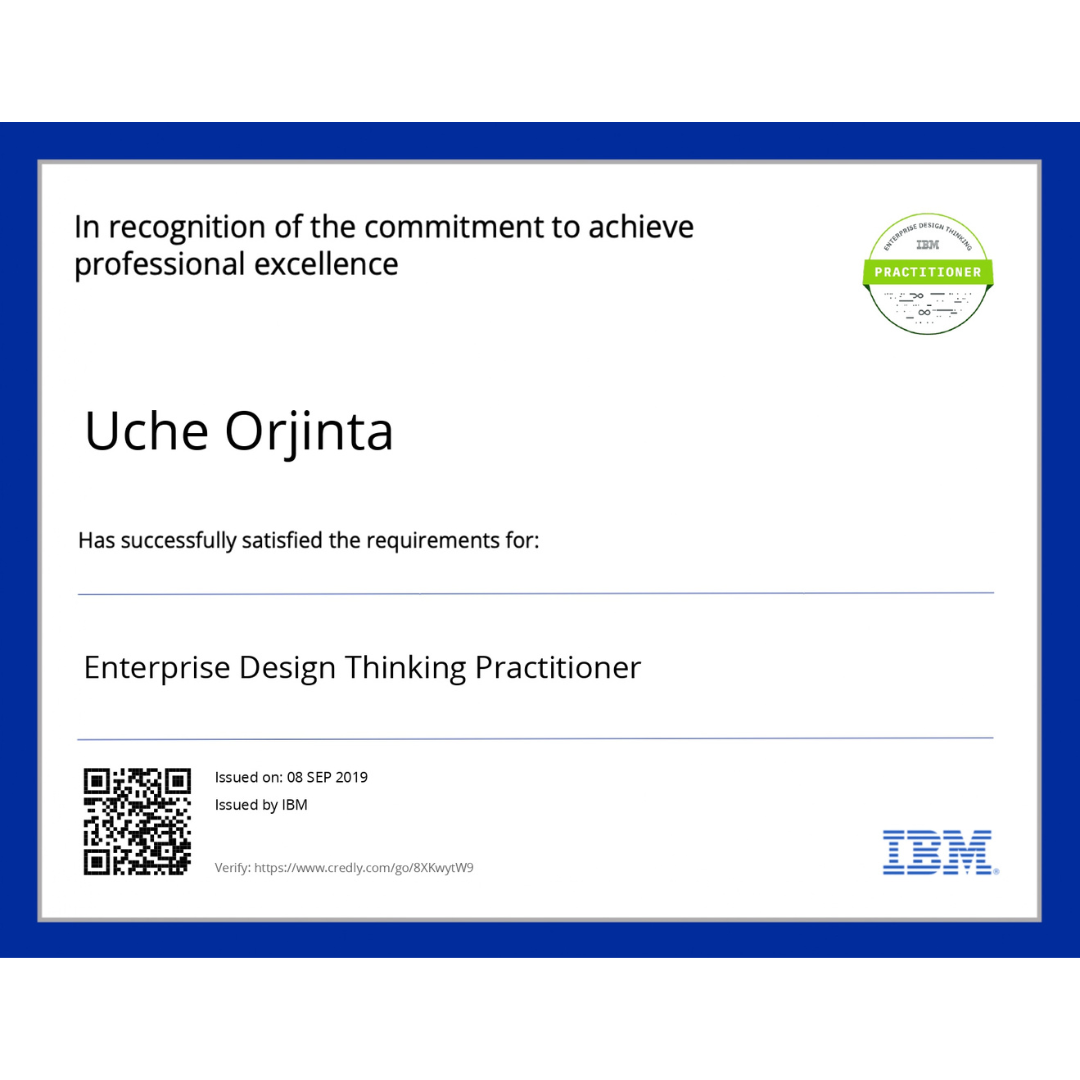 In recognition of the commitment to achieve
professional excellence
ENTERPRISE DESIGN THINKING
IBM
PRACTITIONER
Uche Orjinta
Has successfully satisfied the requirements for:
Enterprise Design Thinking Practitioner
Issued on: 08 SEP 2019
Issued by IBM
Verify: https://www.credly.com/go/8XKwytW9
IBM®